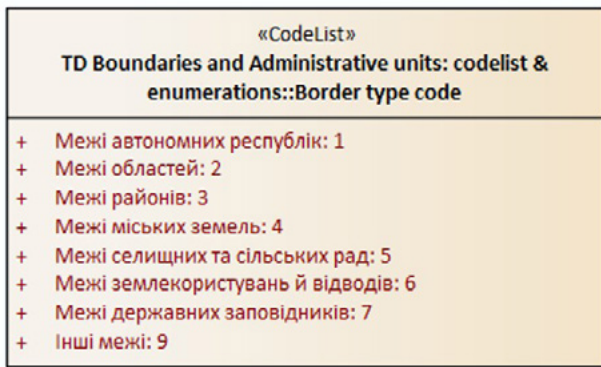 «CodeList»
TD Boundaries and Administrative units: codelist &
enumerations::Border type code
+ Межі автономних республік: 1
+ Межі областей: 2
+ Межі районів: 3
+ Межі міських земель: 4
+ Межі селищних та сільських рад: 5
+ Межі землекористувань й відводів: 6
+ Межі державних заповідників: 7
+ Інші межі: 9